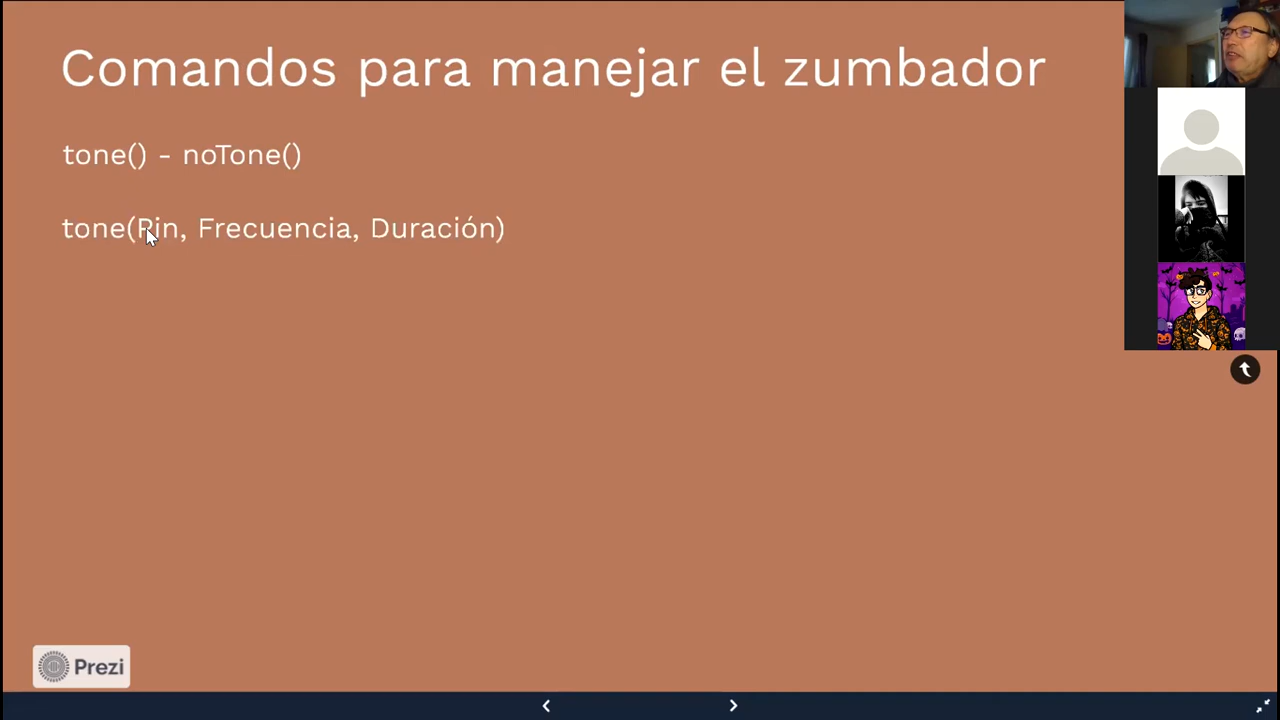 Comandos para manejar el zumbador
tone() - noTone()
tone(Pin, Frecuencia, Duración)
Prezi